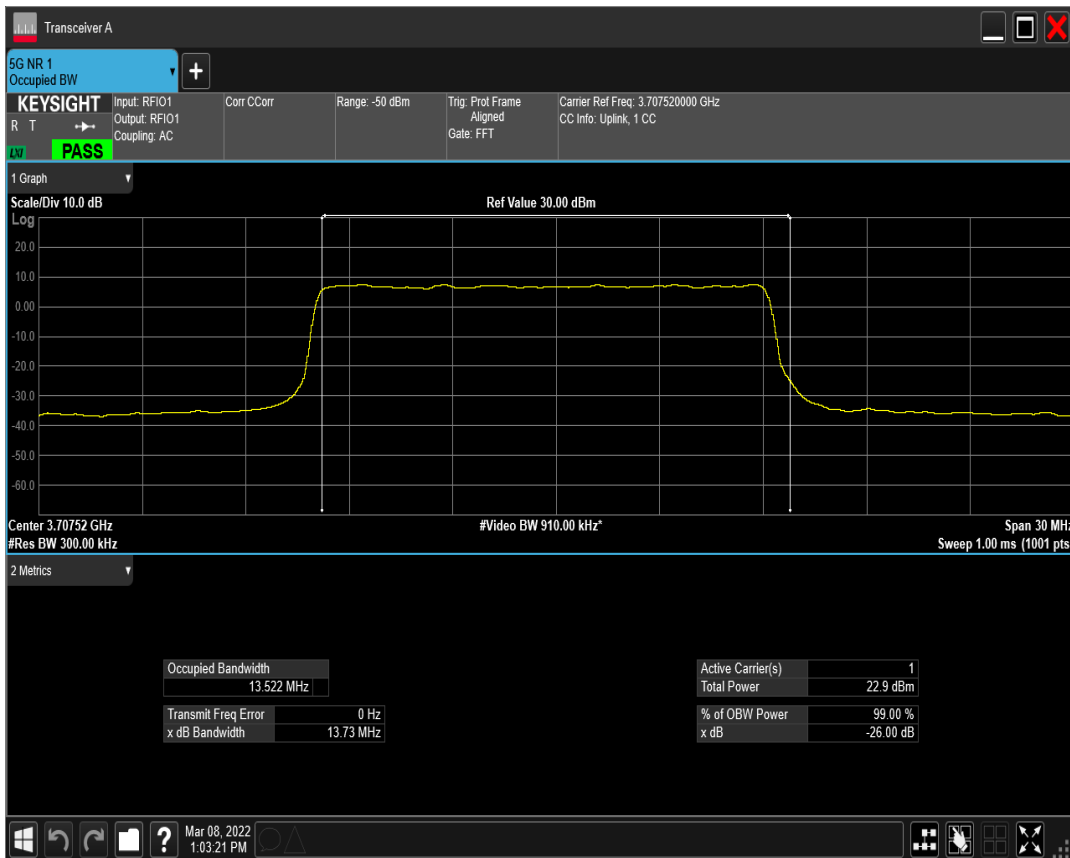 Transceiver A
5G NR 1
Occupied BW
KEYSIGHT
R T
LXI
PASS
Input: RFIO1
Output: RFIO1
Coupling: AC
Corr CCorr
Range: -50 dBm
Trig: Prot Frame
Aligned
Gate: FFT
Carrier Ref Freq: 3.707520000 GHz
CC Info: Uplink, 1 CC
1 Graph
Scale/Div 10.0 dB
Ref Value 30.00 dBm
Log
20.0
10.0
0.00
-10.0
-20.0
-30.0
-40.0
-50.0
-60.0
Center 3.70752 GHz
#Video BW 910.00 kHz*
Span 30 MHz
#Res BW 300.00 kHz
Sweep 1.00 ms (1001 pts
2 Metrics
Occupied Bandwidth
13.522 MHz
Transmit Freq Error 0 Hz
x dB Bandwidth 13.73 MHz
Active Carrier(s) 1
Total Power 22.9 dBm
% of OBW Power 99.00 %
x dB -26.00 dB
Mar 08, 2022
1:03:21 PM